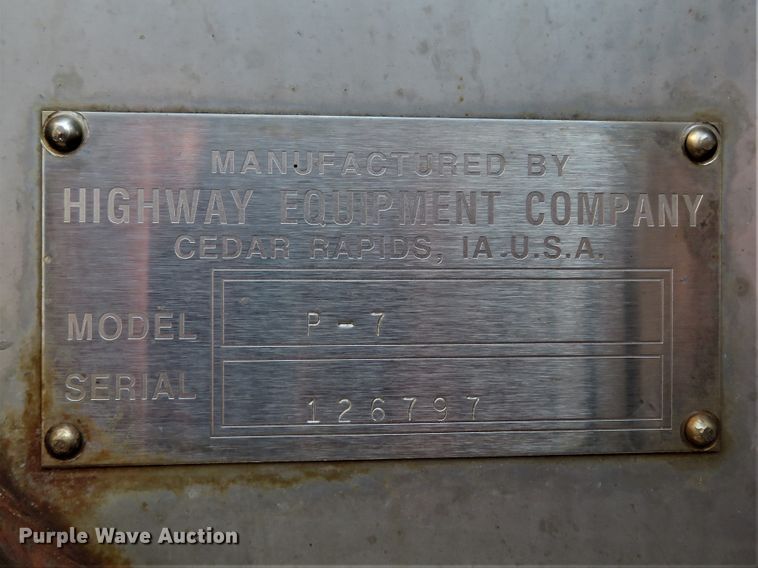 MANUFACTURED BY
HIGHWAY EQUIPMENT COMPANY
CEDAR RAPIDS, IA U.S.A.
MODEL P-7
SERIAL 126797
Purple Wave Auction